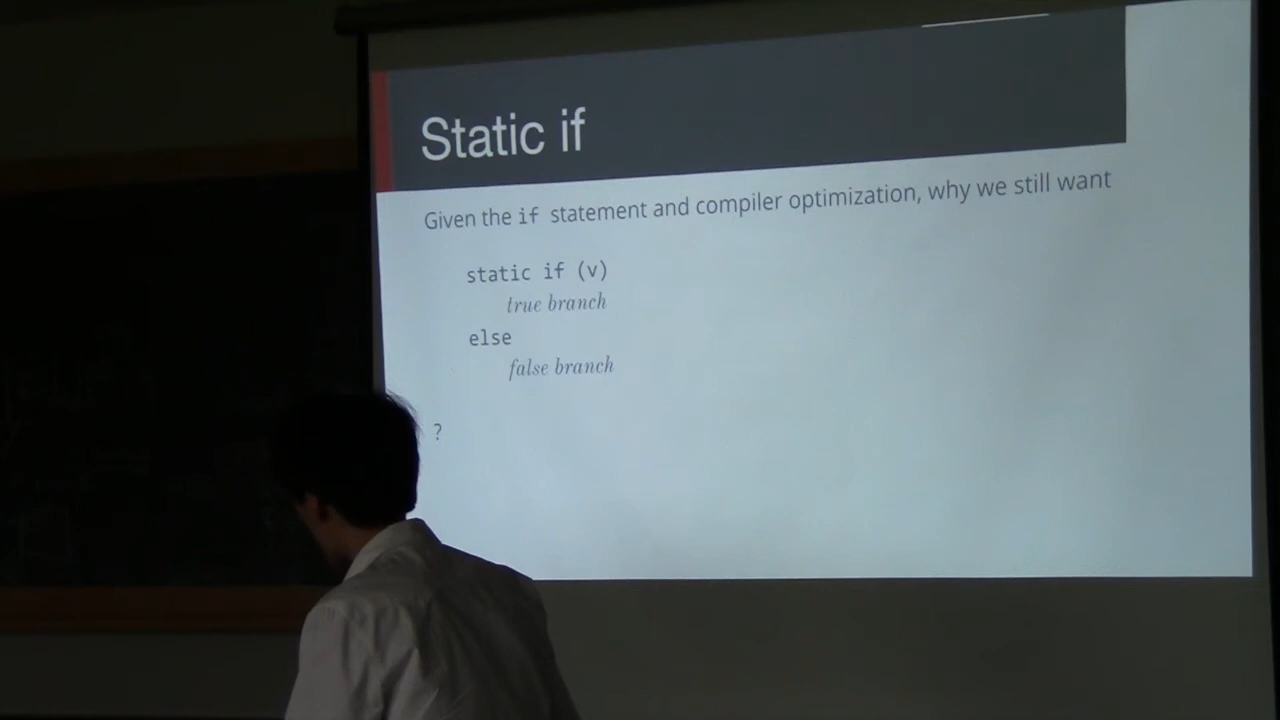 Static if
Given the if statement and compiler optimization, why we still want
static if (v)
true branch
else
false branch
?